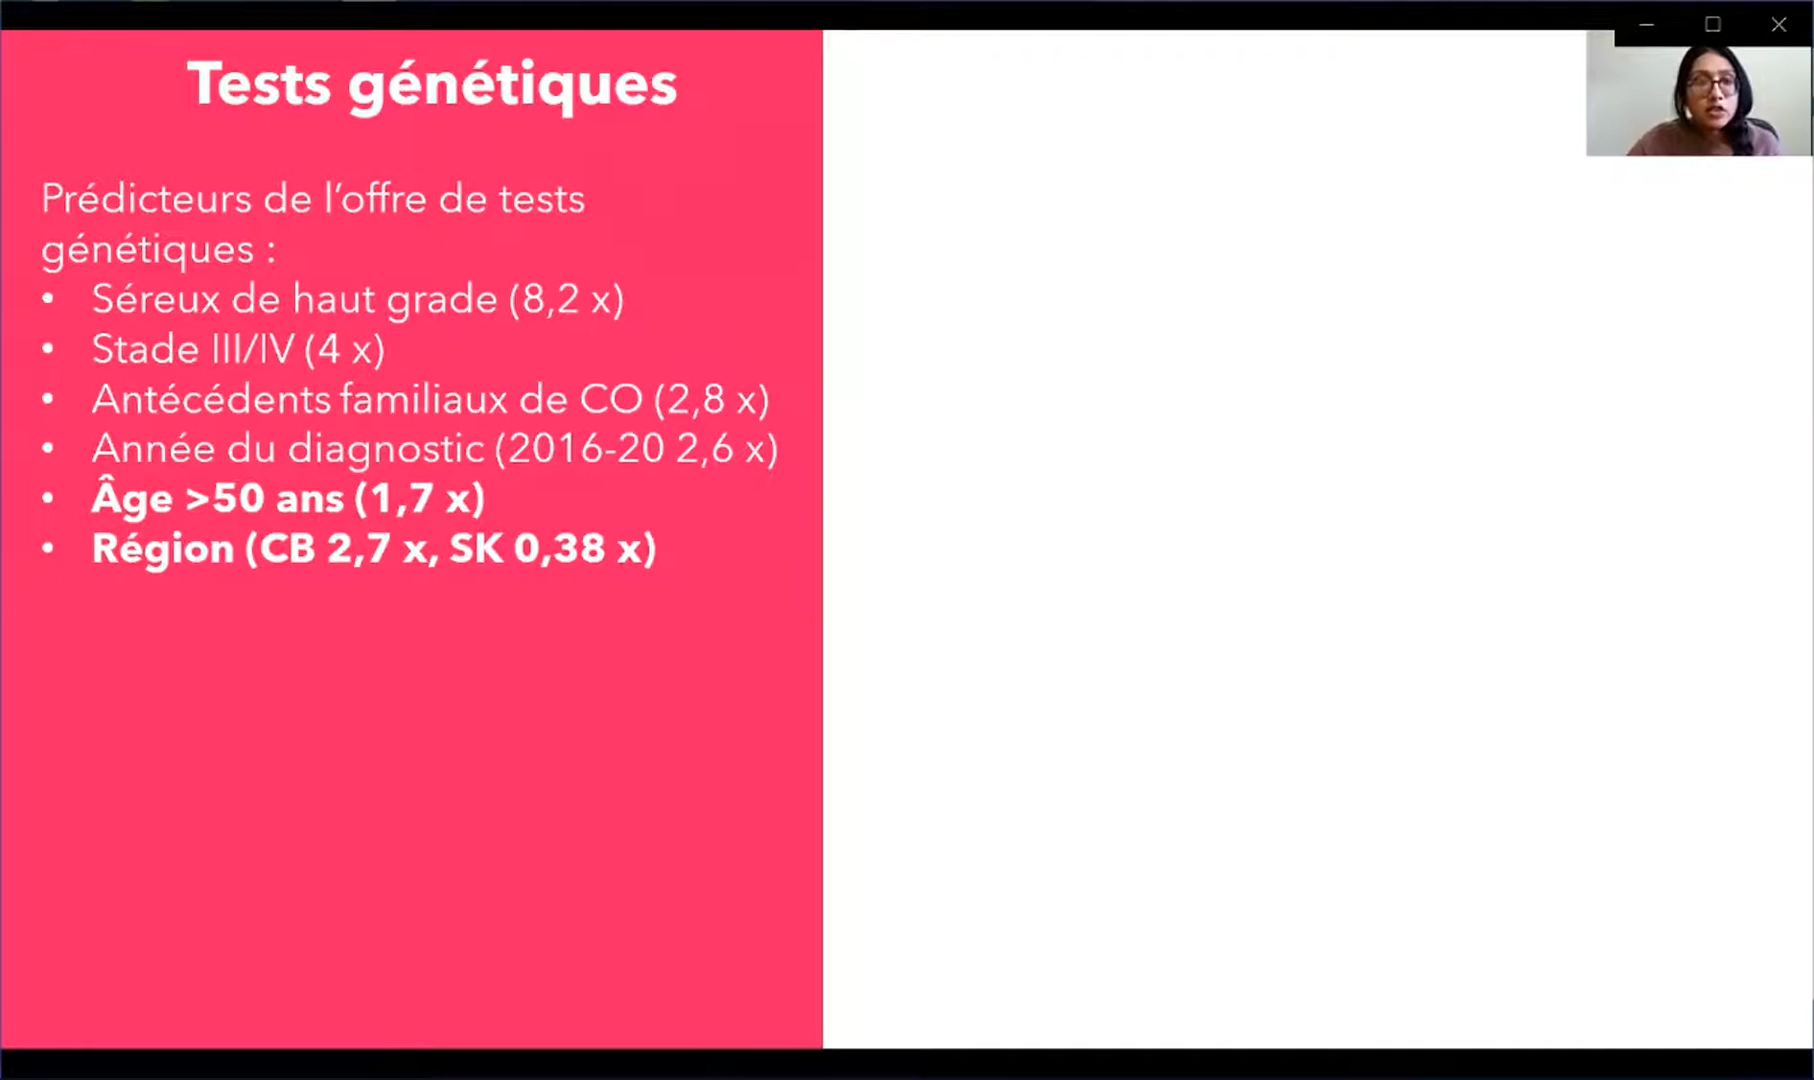 Tests génétiques
Prédicteurs de l’offre de tests
génétiques :
• Séreux de haut grade (8,2 x)
• Stade III/IV (4 x)
• Antécédents familiaux de CO (2,8 x)
• Année du diagnostic (2016-20 2,6 x)
• Âge >50 ans (1,7 x)
• Région (CB 2,7 x, SK 0,38 x)